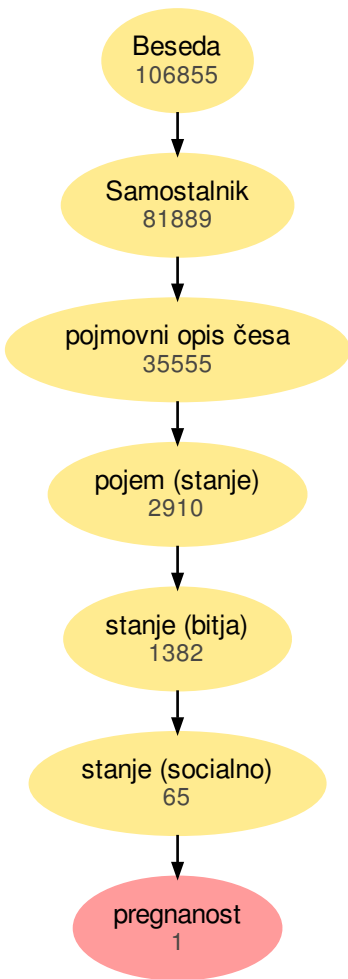 Beseda
106855
Samostalnik
81889
pojmovni opis česa
35555
pojem (stanje)
2910
stanje (bitja)
1382
stanje (socialno)
65
pregnanost
1